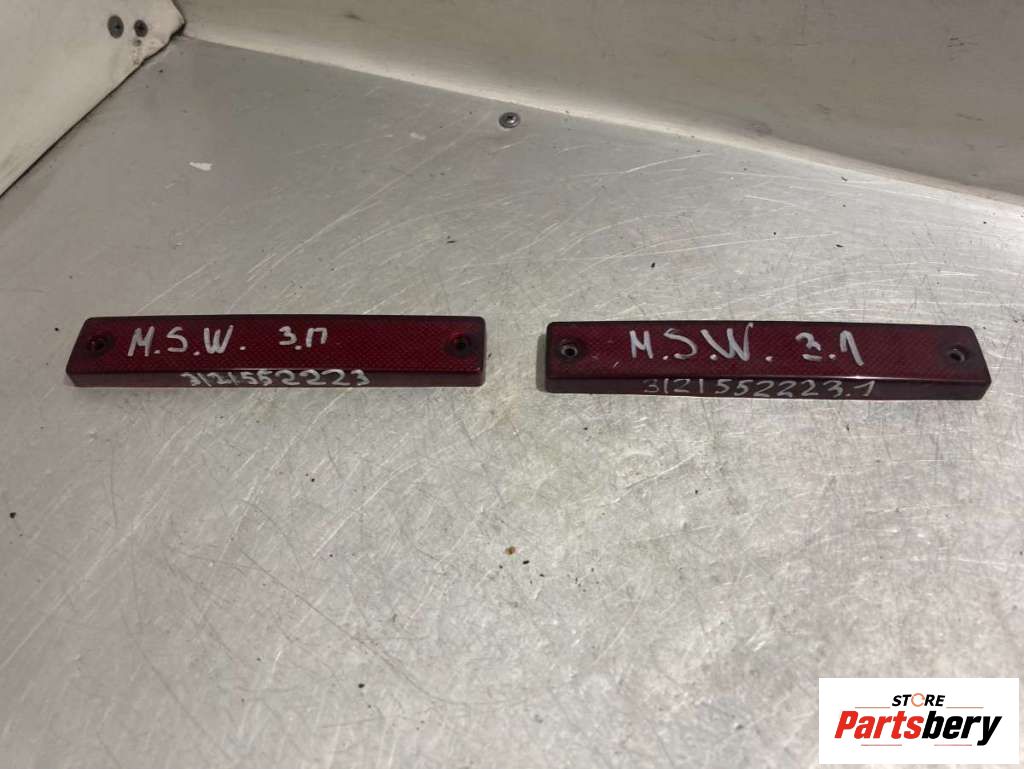 M.S.W. 3.П
3121552223
M.S.W. 3.1
3121552223.1
STORE
Partsbery